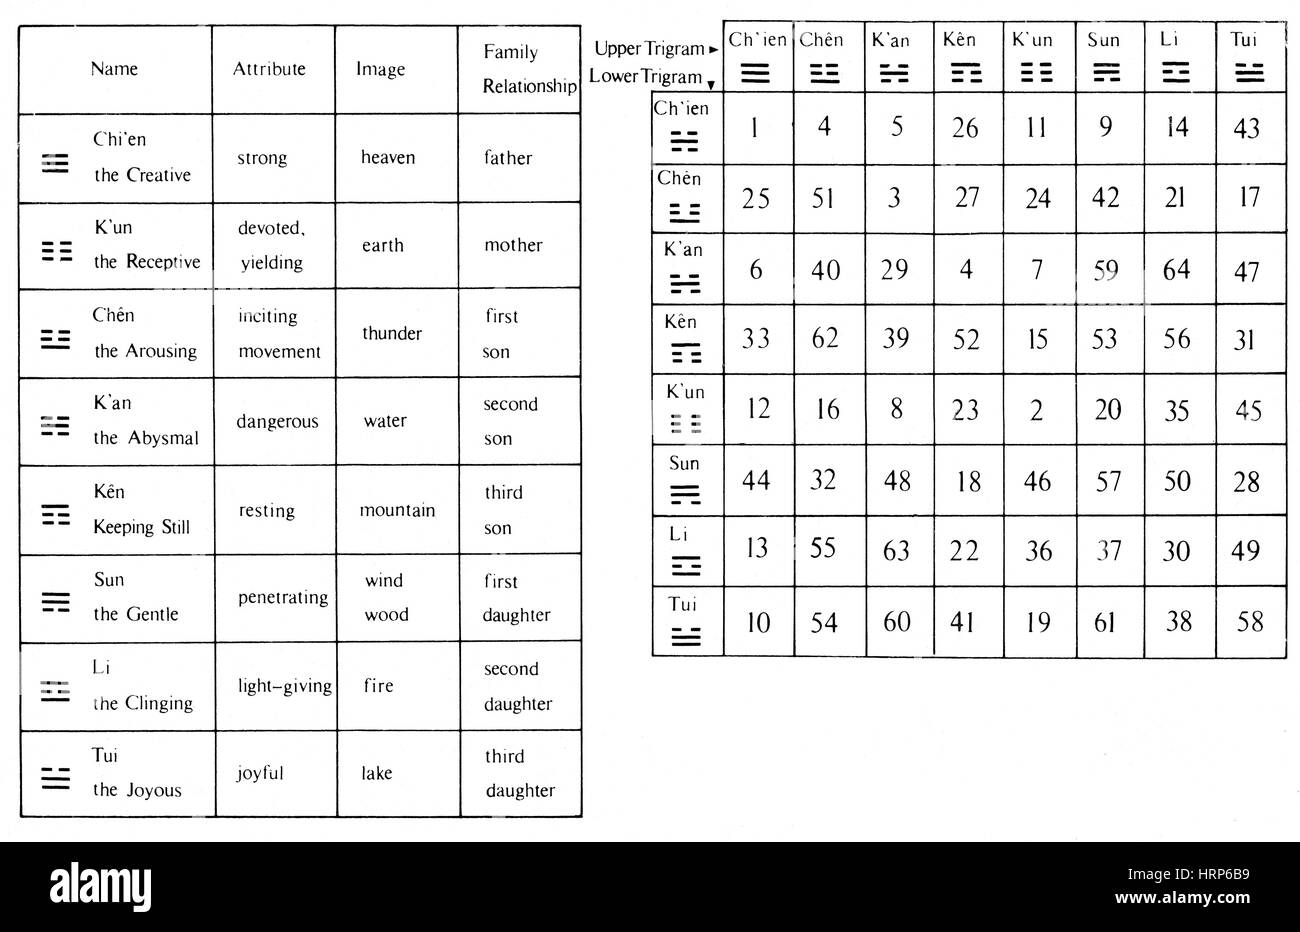 Name Attribute Image Family Relationship
Chi'en
the Creative strong heaven father
K'un
the Receptive devoted, yielding earth mother
Chên
the Arousing inciting movement thunder first son
K'an
the Abysmal dangerous water second son
Kên
Keeping Still resting mountain third son
Sun
the Gentle penetrating wind wood first daughter
Li
the Clinging light-giving fire second daughter
Tui
the Joyous joyful lake third daughter
Upper Trigram Ch'ien Chên K'an Kên K'un Sun Li Tui
Lower Trigram
Ch'ien 1 4 5 26 11 9 14 43
Chên 25 51 3 27 24 42 21 17
K'an 6 40 29 4 7 59 64 47
Kên 33 62 39 52 15 53 56 31
K'un 12 16 8 23 2 20 35 45
Sun 44 32 48 18 46 57 50 28
Li 13 55 63 22 36 37 30 49
Tui 10 54 60 41 19 61 38 58
alamy stock photo
HRP6B9
www.alamy.com